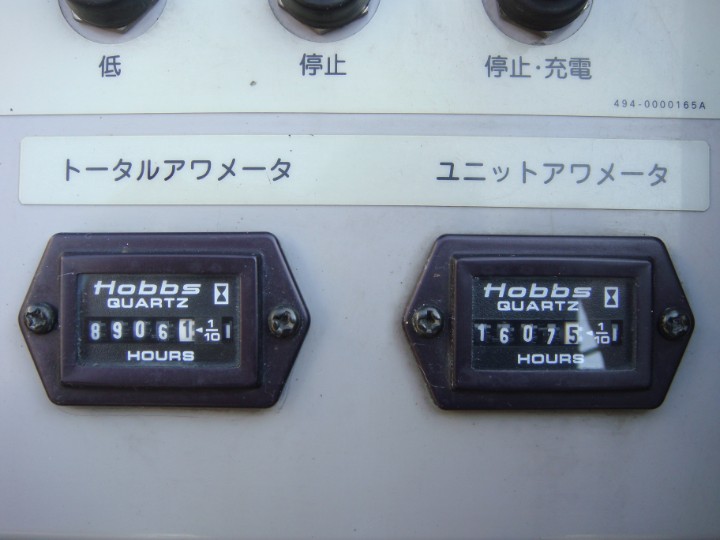 低 停止 停止・充電
494-0000165A
トータルアワメータ ユニットアワメータ
Hobbs
QUARTZ
89061 ◄1/10
HOURS
Hobbs
QUARTZ
16075 ◄1/10
HOURS